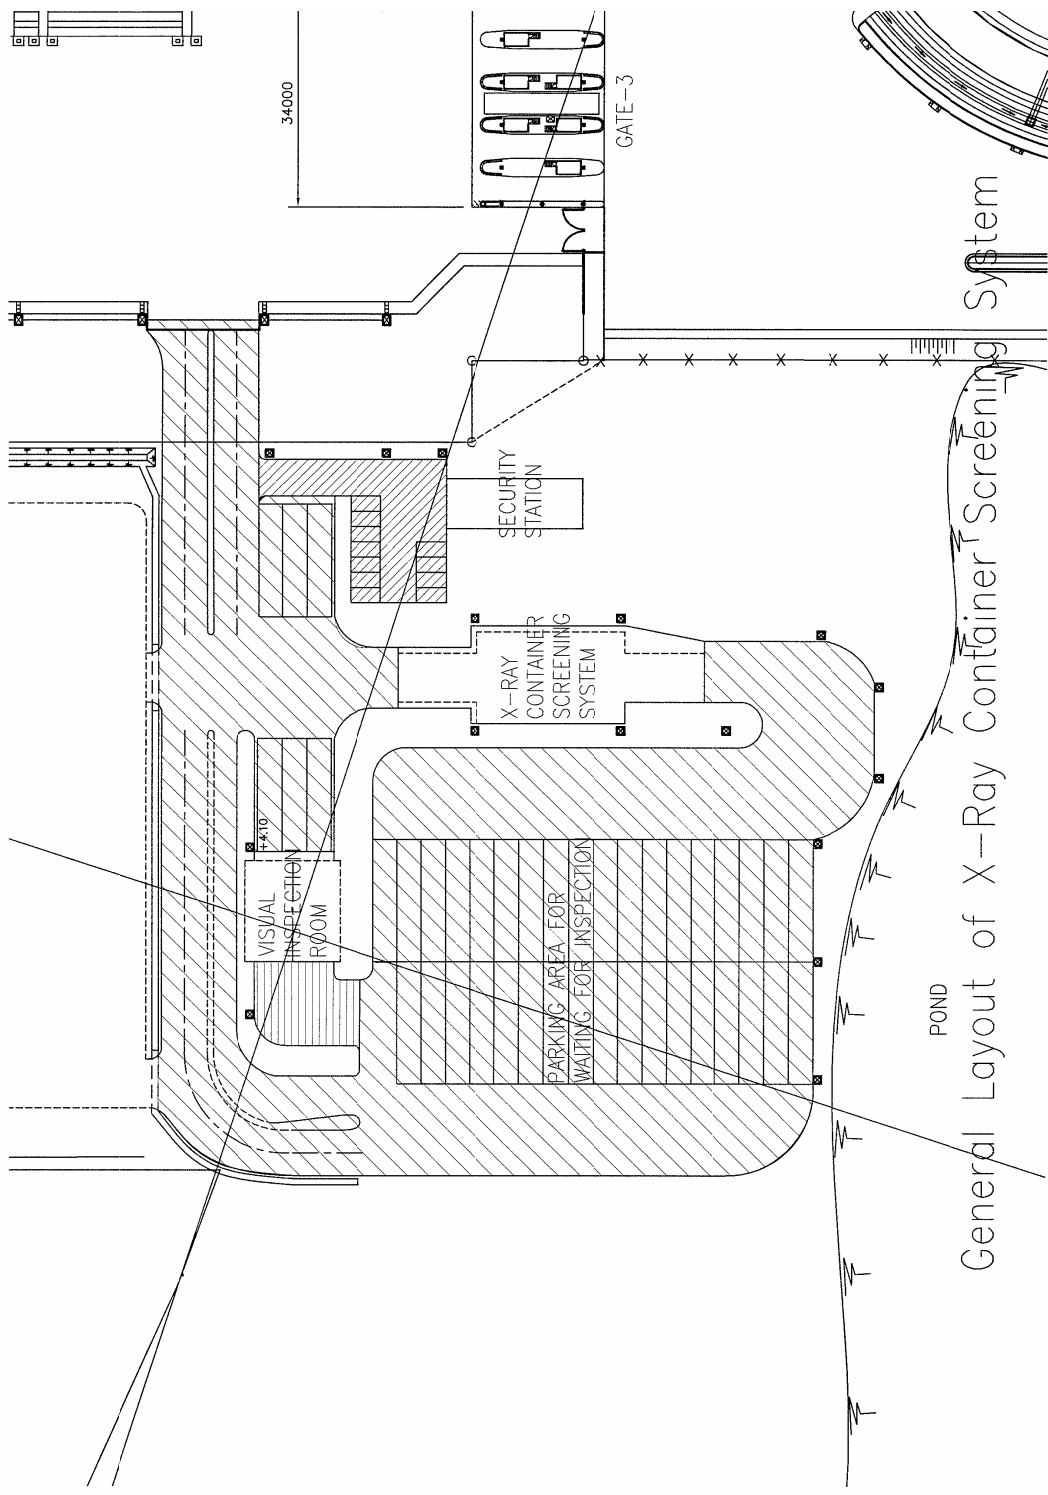 34000
GATE-3
SECURITY
STATION
X-RAY
CONTAINER
SCREENING
SYSTEM
+4.10
VISUAL
INSPECTION
ROOM
PARKING AREA FOR
WAITING FOR INSPECTION
POND
General Layout of X-Ray Container Screening System